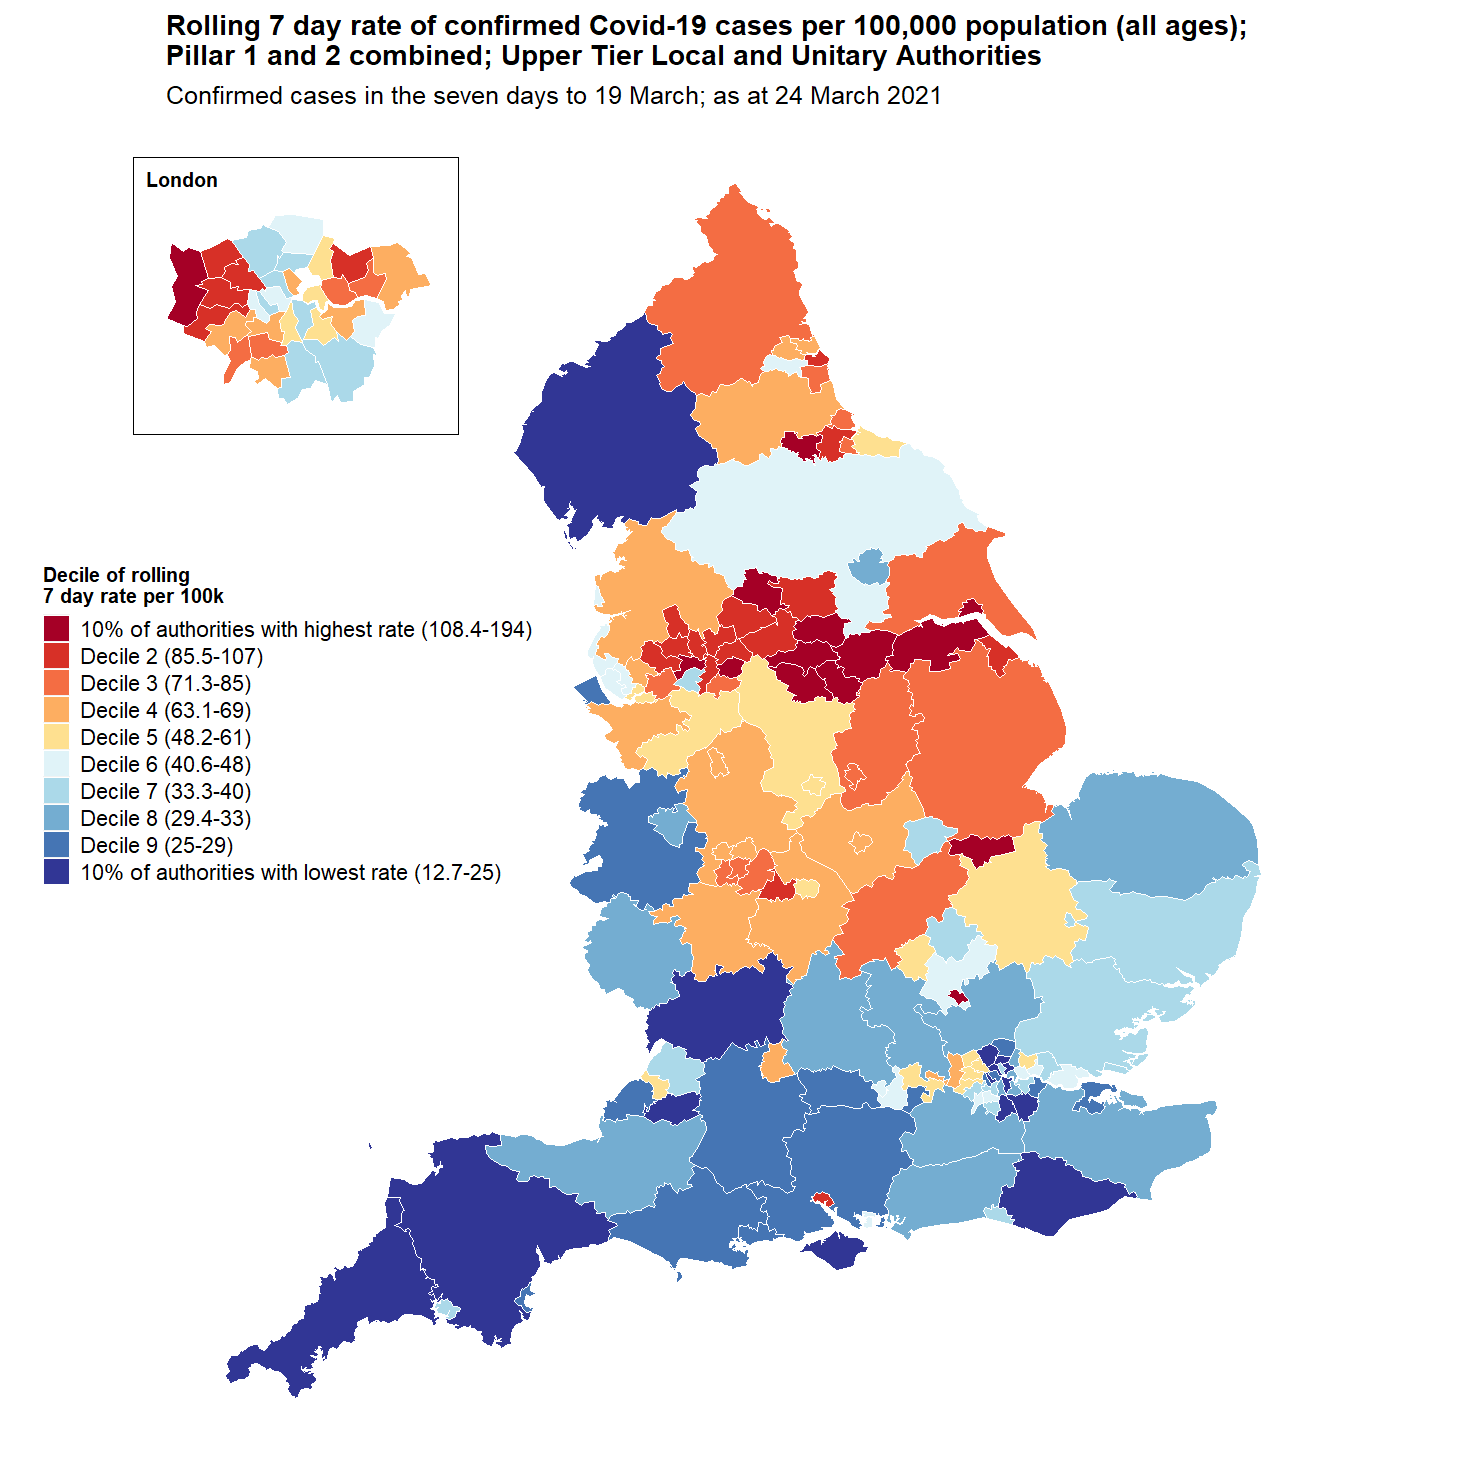 Rolling 7 day rate of confirmed Covid-19 cases per 100,000 population (all ages);
Pillar 1 and 2 combined; Upper Tier Local and Unitary Authorities
Confirmed cases in the seven days to 19 March; as at 24 March 2021
London
Decile of rolling
7 day rate per 100k
10% of authorities with highest rate (108.4-194)
Decile 2 (85.5-107)
Decile 3 (71.3-85)
Decile 4 (63.1-69)
Decile 5 (48.2-61)
Decile 6 (40.6-48)
Decile 7 (33.3-40)
Decile 8 (29.4-33)
Decile 9 (25-29)
10% of authorities with lowest rate (12.7-25)